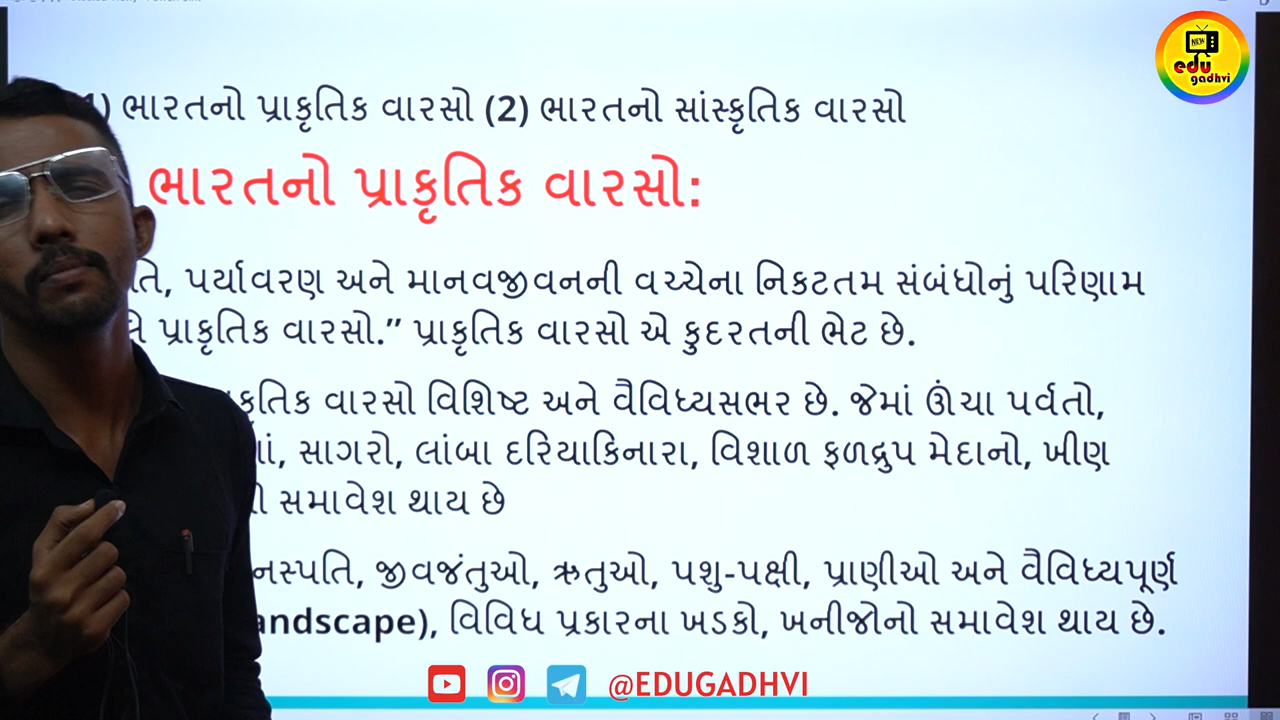 NEW
edu
gadhvi
1) ભારતનો પ્રાકૃતિક વારસો (2) ભારતનો સાંસ્કૃતિક વારસો
ભારતનો પ્રાકૃતિક વારસો:
તિ, પર્યાવરણ અને માનવજીવનની વચ્ચેના નિકટતમ સંબંધોનું પરિણામ
પ્રાકૃતિક વારસો.” પ્રાકૃતિક વારસો એ કુદરતની ભેટ છે.
કૃતિક વારસો વિશિષ્ટ અને વૈવિધ્યસભર છે. જેમાં ઊંચા પર્વતો,
સાગરો, લાંબા દરિયાકિનારા, વિશાળ ફળદ્રુપ મેદાનો, ખીણ
સમાવેશ થાય છે
નસ્પતિ, જીવજંતુઓ, ઋતુઓ, પશુ-પક્ષી, પ્રાણીઓ અને વૈવિધ્યપૂર્ણ
andscape), વિવિધ પ્રકારના ખડકો, ખનીજોનો સમાવેશ થાય છે.
@EDUGADHVI